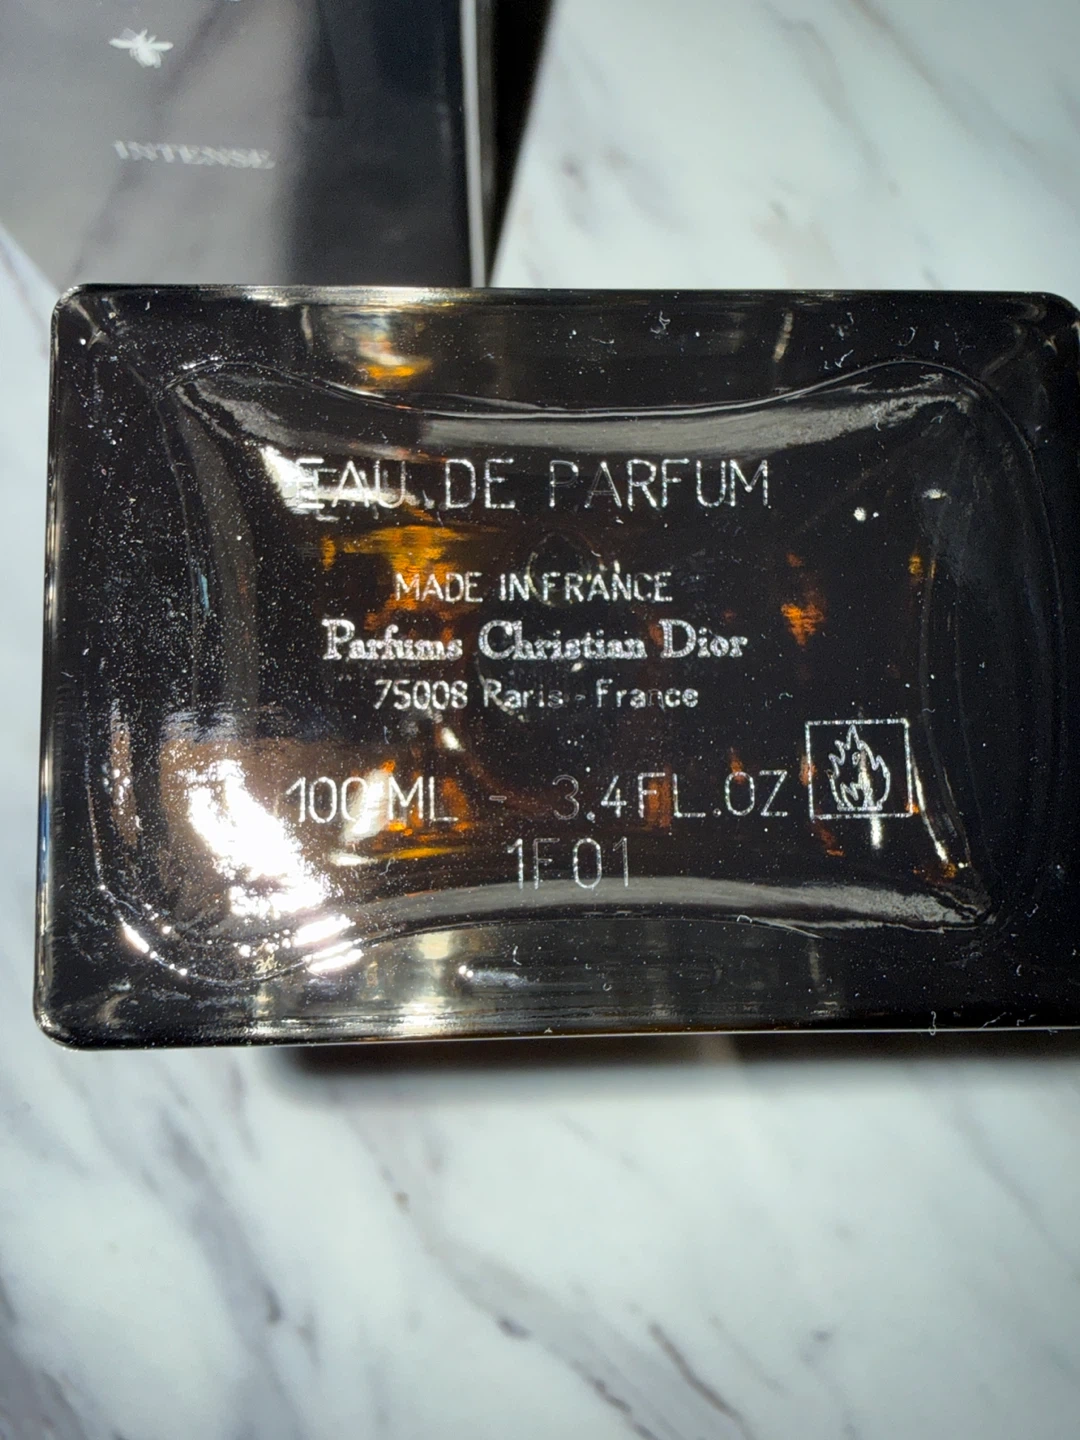 INTENSE
EAU DE PARFUM
MADE IN FRANCE
Parfums Christian Dior
75008 Paris - France
100 ML - 3.4 FL.OZ
1F01